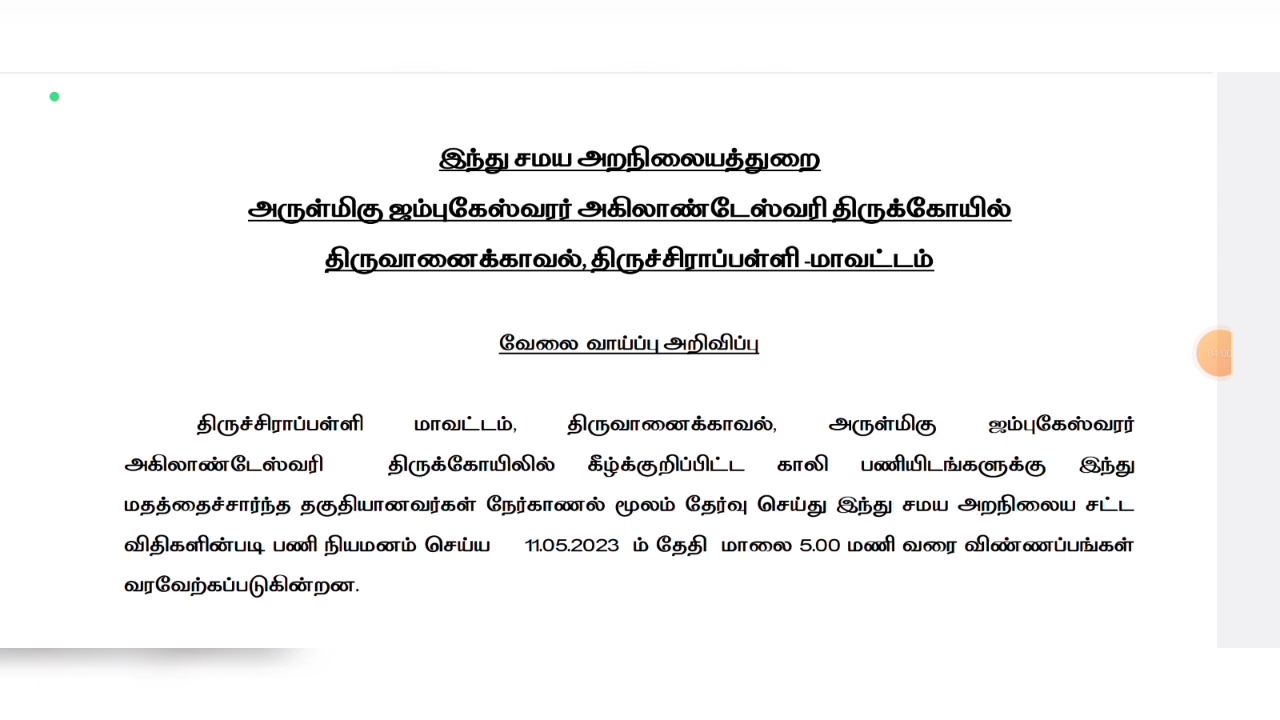 இந்து சமய அறநிலையத்துறை
அருள்மிகு ஜம்புகேஸ்வரர் அகிலாண்டேஸ்வரி திருக்கோயில்
திருவானைக்காவல், திருச்சிராப்பள்ளி -மாவட்டம்
வேலை வாய்ப்பு அறிவிப்பு
திருச்சிராப்பள்ளி மாவட்டம், திருவானைக்காவல், அருள்மிகு ஜம்புகேஸ்வரர்
அகிலாண்டேஸ்வரி திருக்கோயிலில் கீழ்க்குறிப்பிட்ட காலி பணியிடங்களுக்கு இந்து
மதத்தைச்சார்ந்த தகுதியானவர்கள் நேர்காணல் மூலம் தேர்வு செய்து இந்து சமய அறநிலைய சட்ட
விதிகளின்படி பணி நியமனம் செய்ய 11.05.2023 ம் தேதி மாலை 5.00 மணி வரை விண்ணப்பங்கள்
வரவேற்கப்படுகின்றன.
04:00